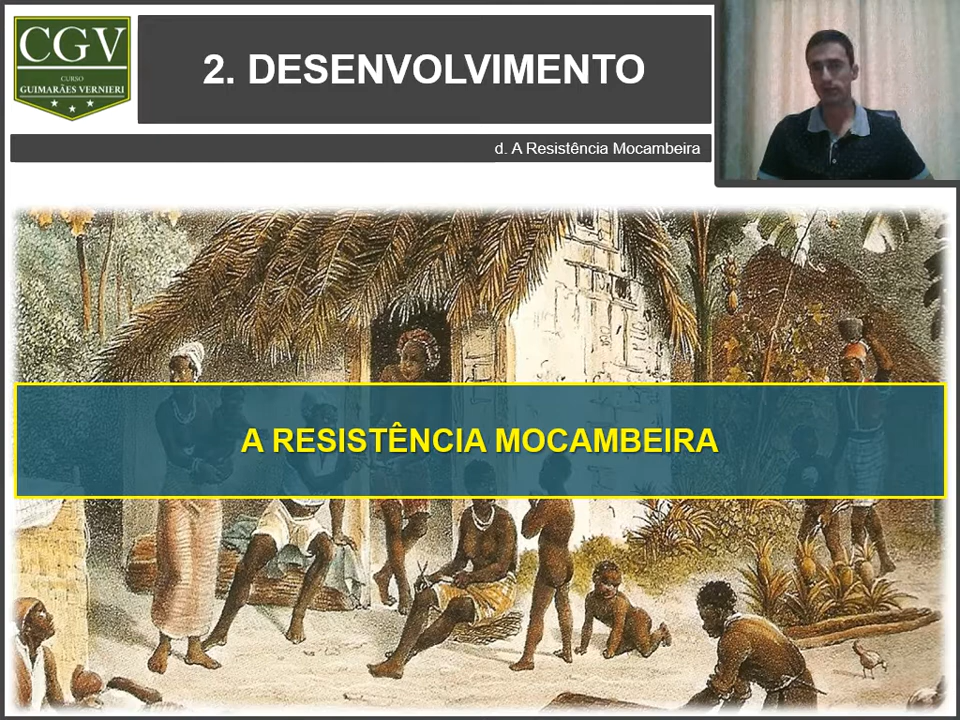 CGV
CURSO
GUIMARÃES VERNIERI
2. DESENVOLVIMENTO
d. A Resistência Mocambeira
A RESISTÊNCIA MOCAMBEIRA